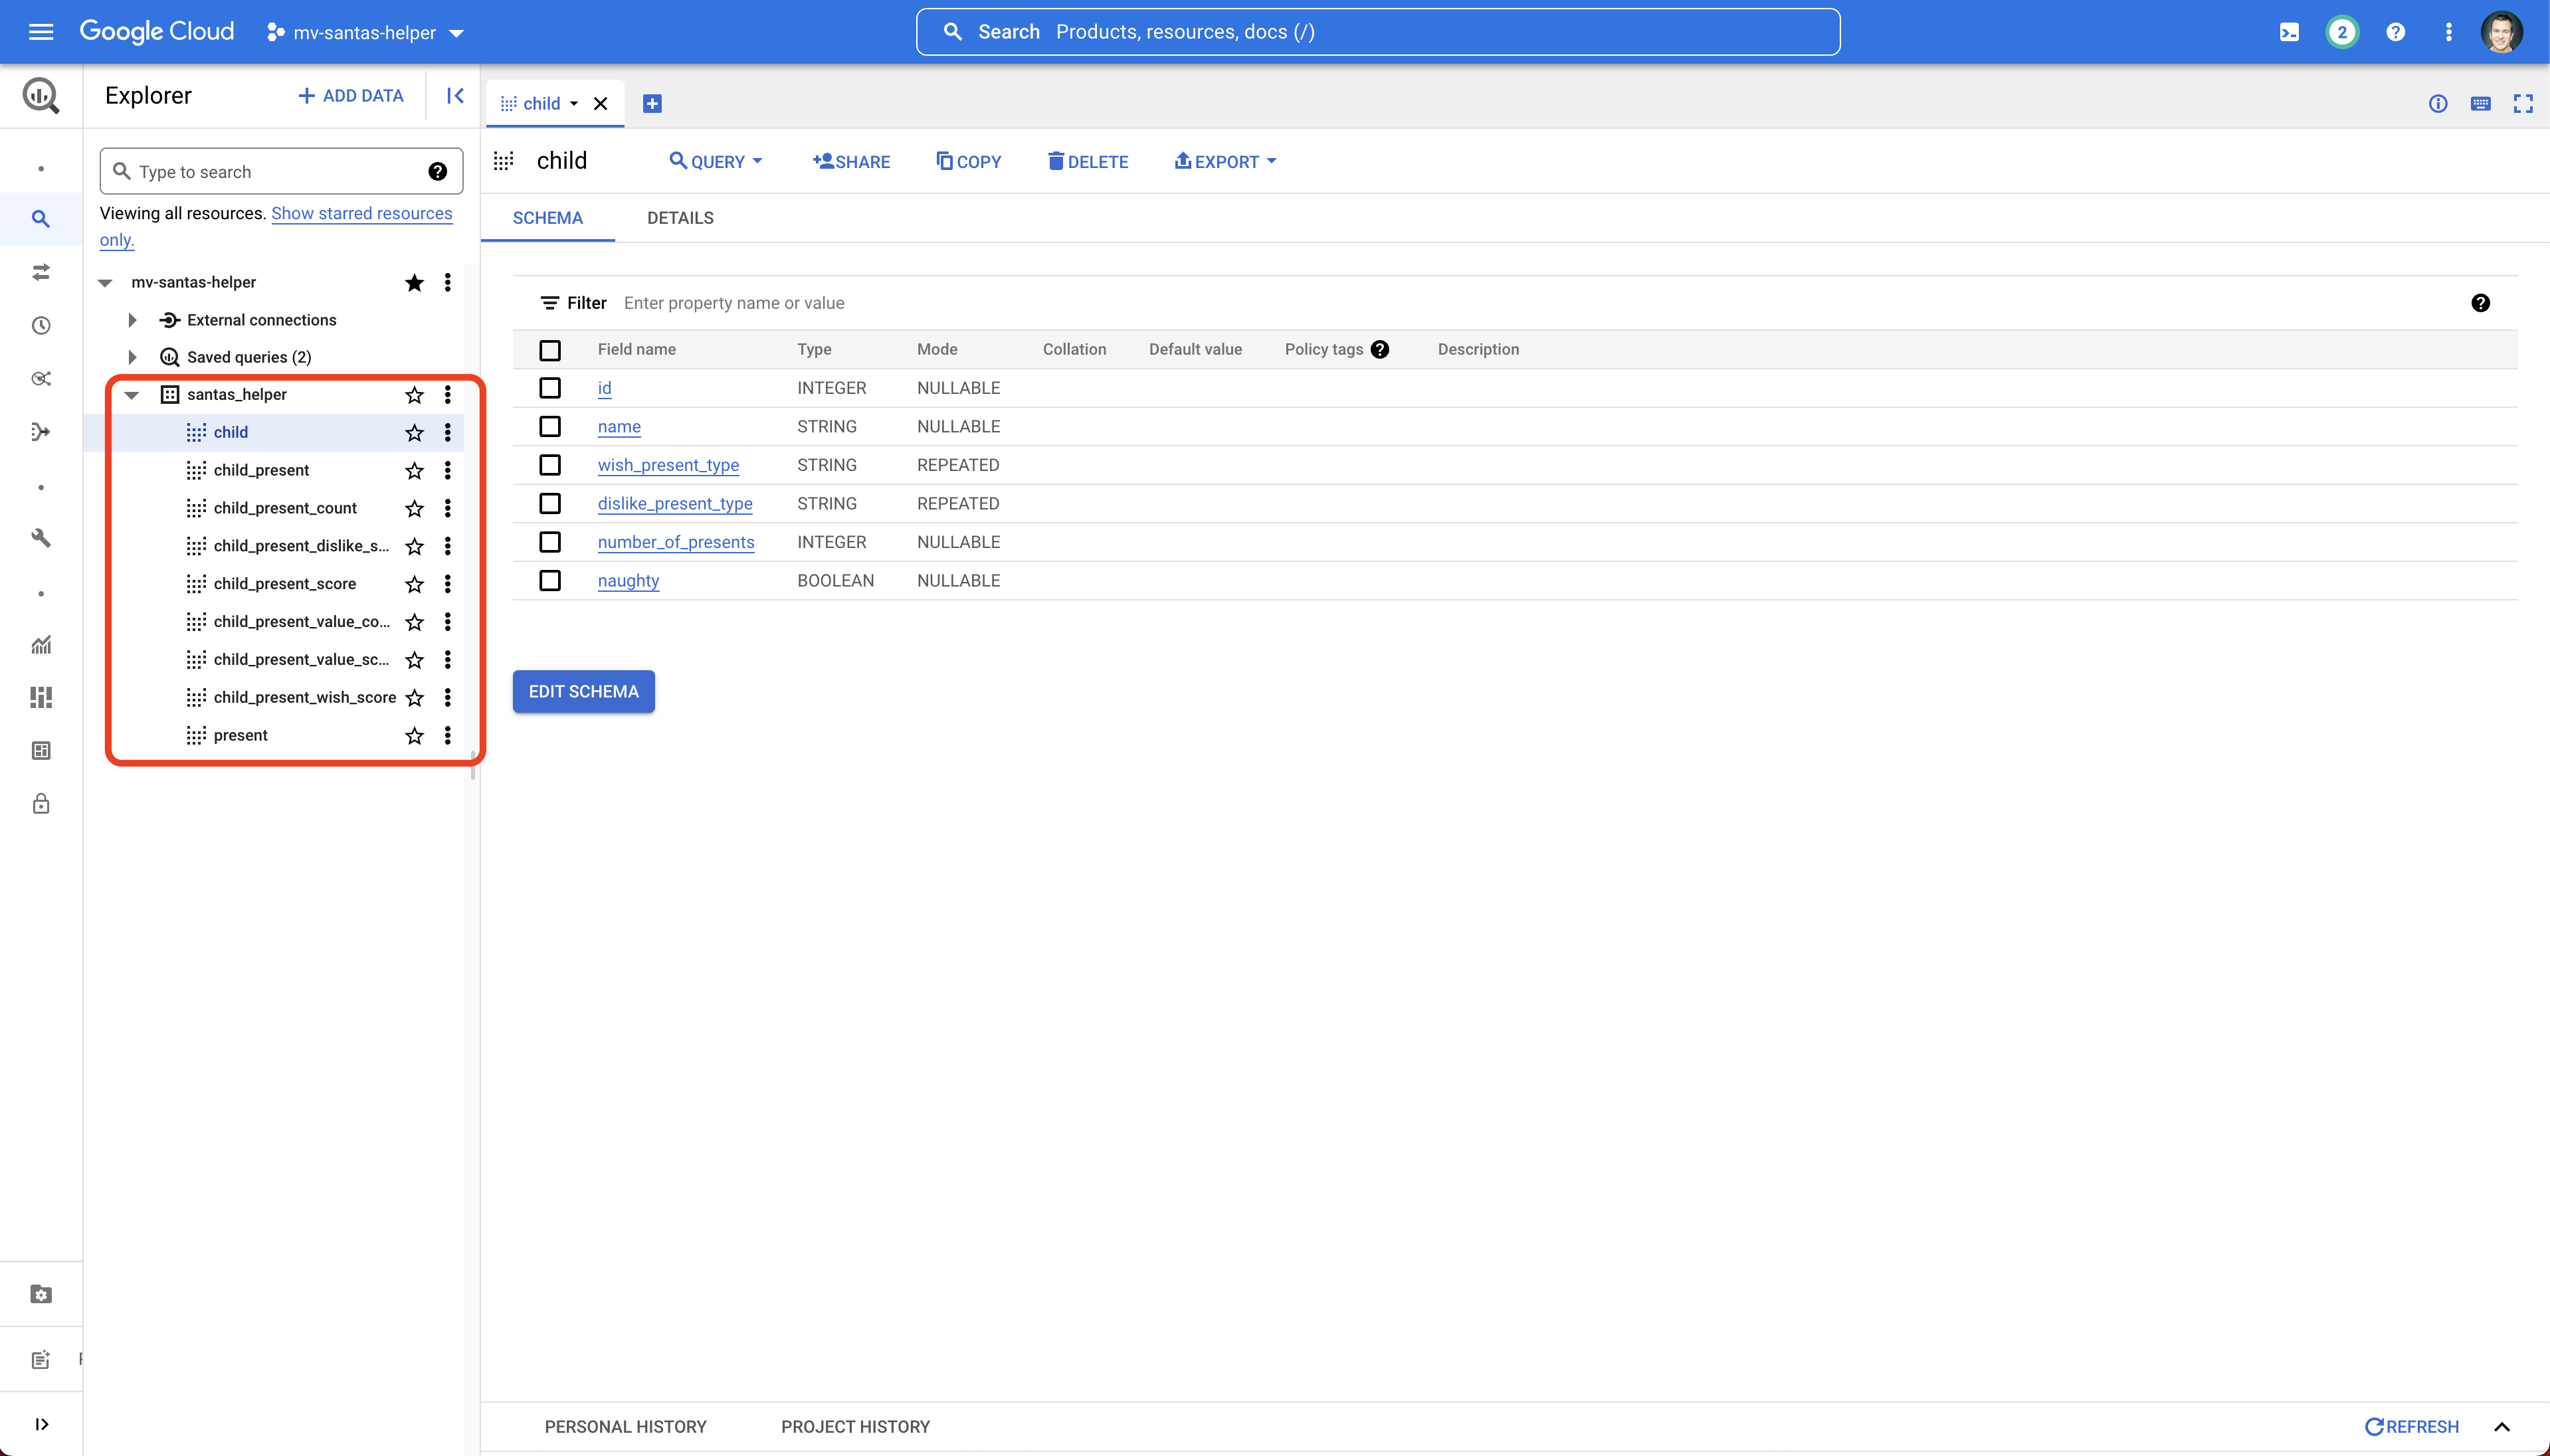 Google Cloud mv-santas-helper Search Products, resources, docs (/) 2
Explorer + ADD DATA child
Type to search
Viewing all resources. Show starred resources
only.
mv-santas-helper
External connections
Saved queries (2)
santas_helper
child
child_present
child_present_count
child_present_dislike_s...
child_present_score
child_present_value_co...
child_present_value_sc...
child_present_wish_score
present
child QUERY SHARE COPY DELETE EXPORT
SCHEMA DETAILS
Filter Enter property name or value
Field name Type Mode Collation Default value Policy tags Description
id INTEGER NULLABLE
name STRING NULLABLE
wish_present_type STRING REPEATED
dislike_present_type STRING REPEATED
number_of_presents INTEGER NULLABLE
naughty BOOLEAN NULLABLE
EDIT SCHEMA
PERSONAL HISTORY PROJECT HISTORY REFRESH